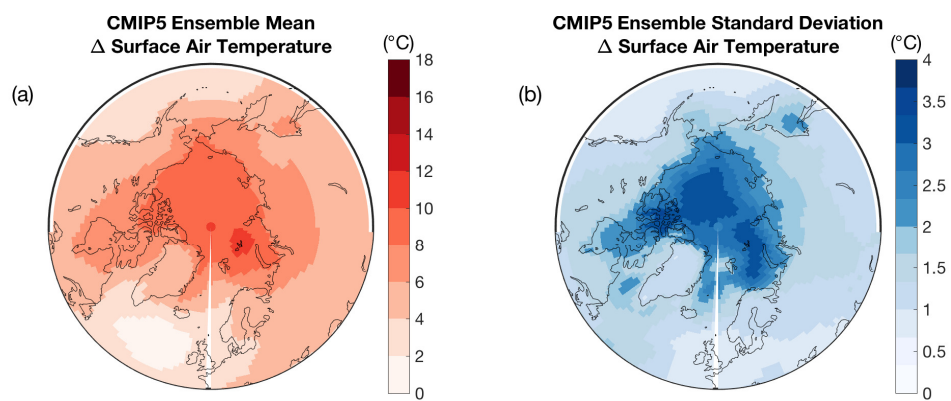 CMIP5 Ensemble Mean
Δ Surface Air Temperature
(°C)
(a)
18
16
14
12
10
8
6
4
2
0
CMIP5 Ensemble Standard Deviation
Δ Surface Air Temperature
(°C)
(b)
4
3.5
3
2.5
2
1.5
1
0.5
0